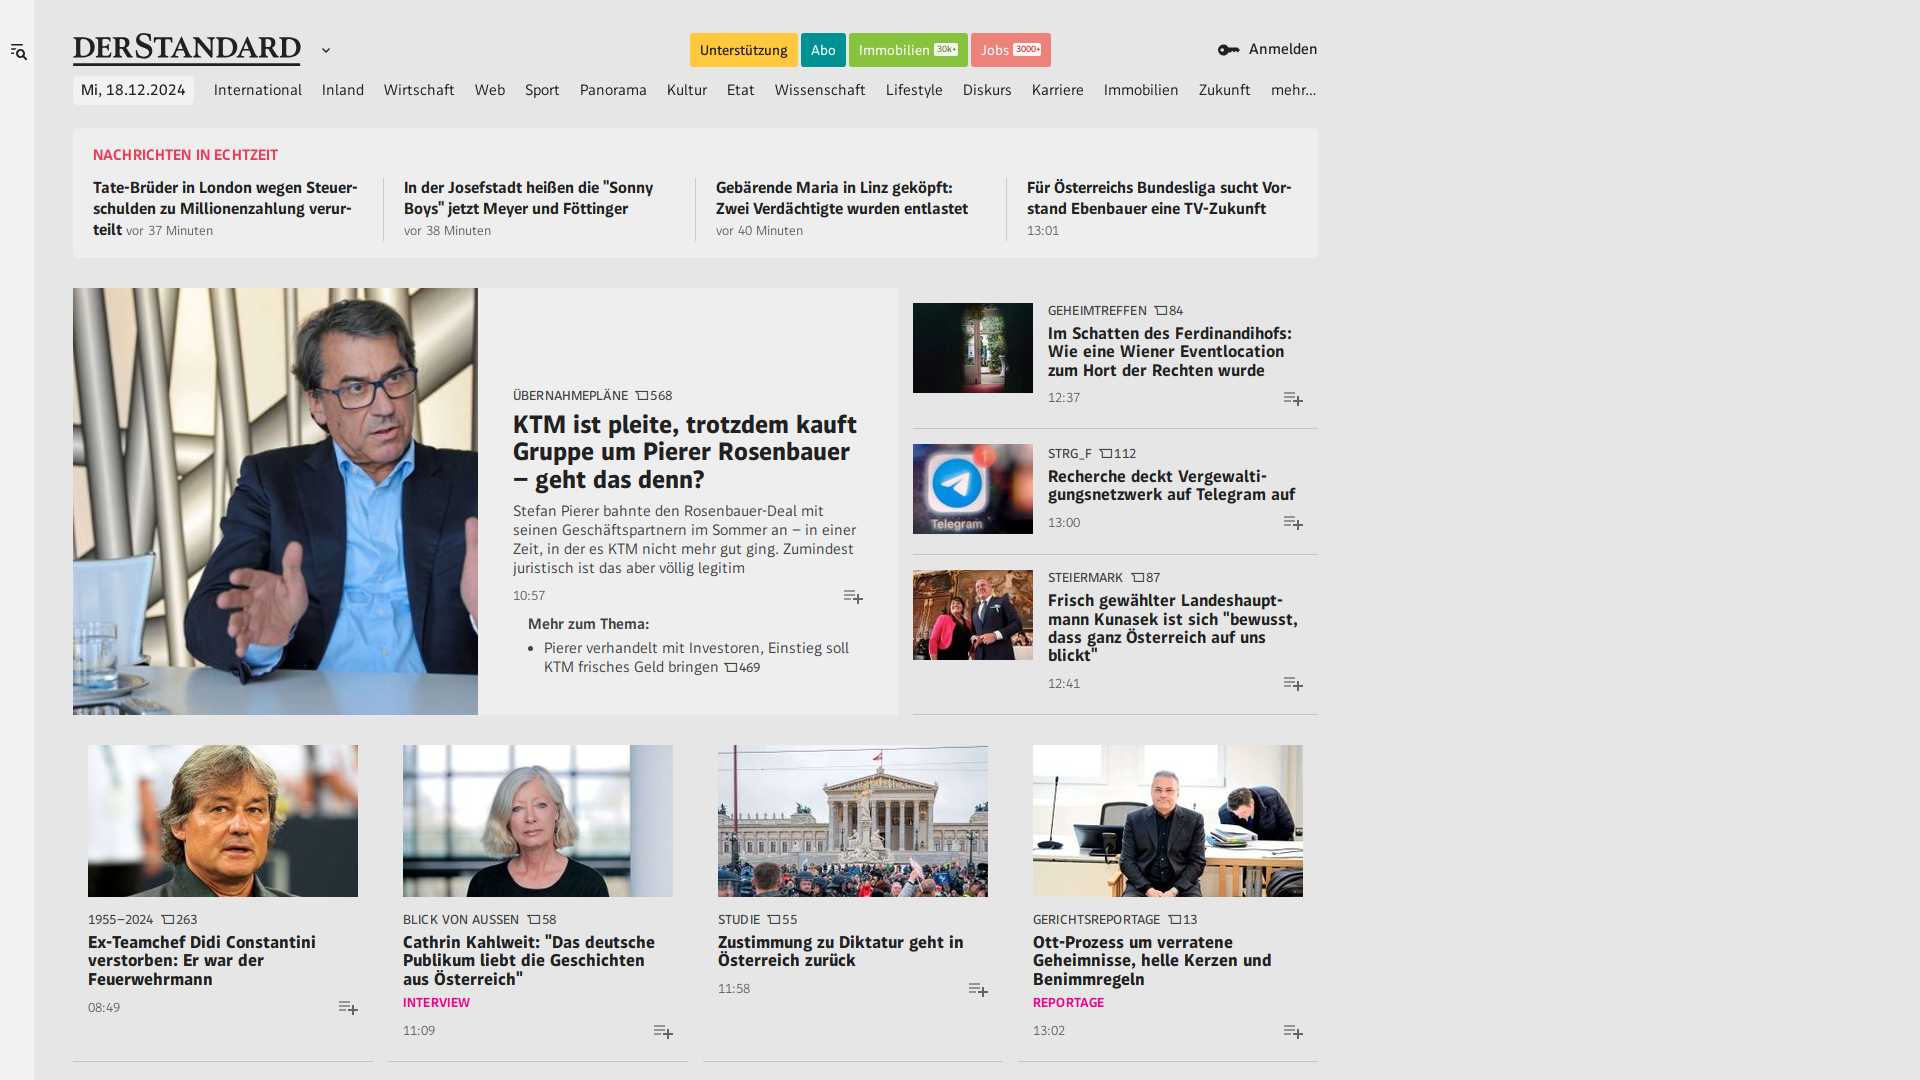 DERSTANDARD
Unterstützung
Abo
Immobilien 30k+
Jobs 3000+
Anmelden
Mi, 18.12.2024
International
Inland
Wirtschaft
Web
Sport
Panorama
Kultur
Etat
Wissenschaft
Lifestyle
Diskurs
Karriere
Immobilien
Zukunft
mehr...
NACHRICHTEN IN ECHTZEIT
Tate-Brüder in London wegen Steuer-
schulden zu Millionenzahlung verur-
teilt vor 37 Minuten
In der Josefstadt heißen die "Sonny
Boys" jetzt Meyer und Föttinger
vor 38 Minuten
Gebärende Maria in Linz geköpft:
Zwei Verdächtigte wurden entlastet
vor 40 Minuten
Für Österreichs Bundesliga sucht Vor-
stand Ebenbauer eine TV-Zukunft
13:01
ÜBERNAHMEPLÄNE 568
KTM ist pleite, trotzdem kauft
Gruppe um Pierer Rosenbauer
– geht das denn?
Stefan Pierer bahnte den Rosenbauer-Deal mit
seinen Geschäftspartnern im Sommer an – in einer
Zeit, in der es KTM nicht mehr gut ging. Zumindest
juristisch ist das aber völlig legitim
10:57
Mehr zum Thema:
• Pierer verhandelt mit Investoren, Einstieg soll
KTM frisches Geld bringen 469
GEHEIMTREFFEN 84
Im Schatten des Ferdinandihofs:
Wie eine Wiener Eventlocation
zum Hort der Rechten wurde
12:37
Telegram
1
STRG_F 112
Recherche deckt Vergewalti-
gungsnetzwerk auf Telegram auf
13:00
STEIERMARK 87
Frisch gewählter Landeshaupt-
mann Kunasek ist sich "bewusst,
dass ganz Österreich auf uns
blickt"
12:41
1955–2024 263
Ex-Teamchef Didi Constantini
verstorben: Er war der
Feuerwehrmann
08:49
BLICK VON AUSSEN 58
Cathrin Kahlweit: "Das deutsche
Publikum liebt die Geschichten
aus Österreich"
INTERVIEW
11:09
STUDIE 55
Zustimmung zu Diktatur geht in
Österreich zurück
11:58
GERICHTSREPORTAGE 13
Ott-Prozess um verratene
Geheimnisse, helle Kerzen und
Benimmregeln
REPORTAGE
13:02